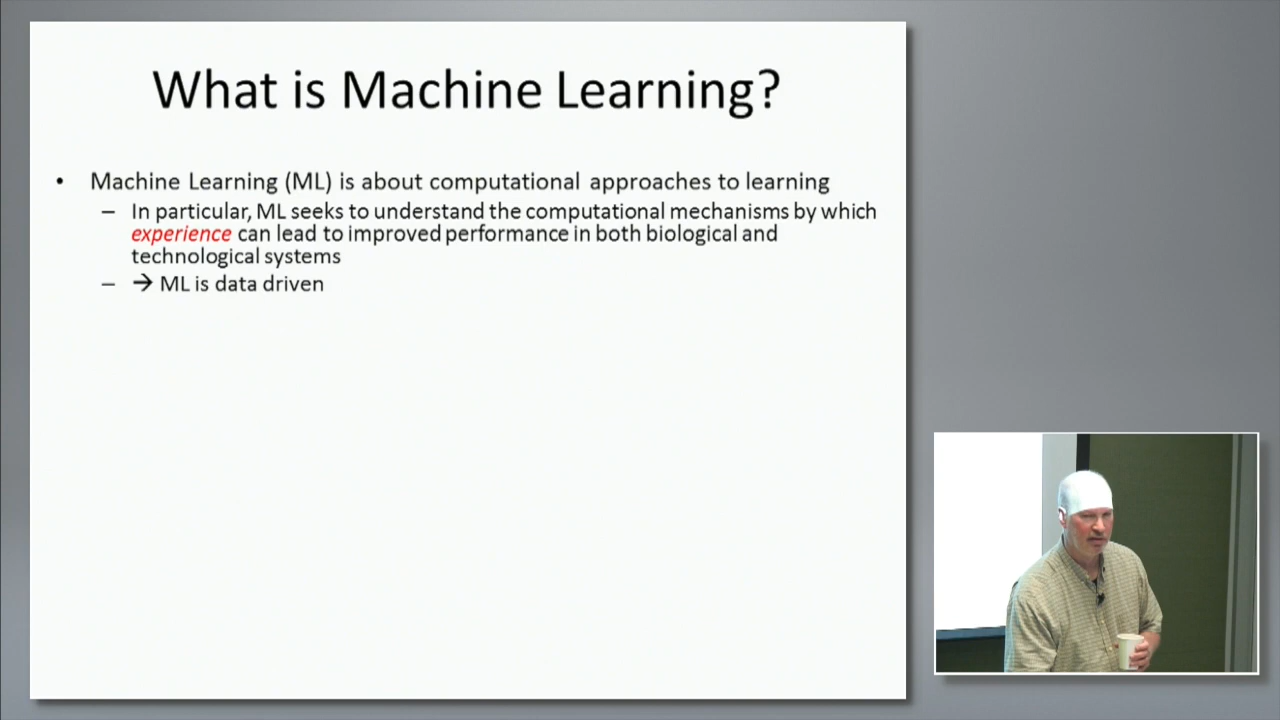 What is Machine Learning?
• Machine Learning (ML) is about computational approaches to learning
– In particular, ML seeks to understand the computational mechanisms by which
experience can lead to improved performance in both biological and
technological systems
– → ML is data driven